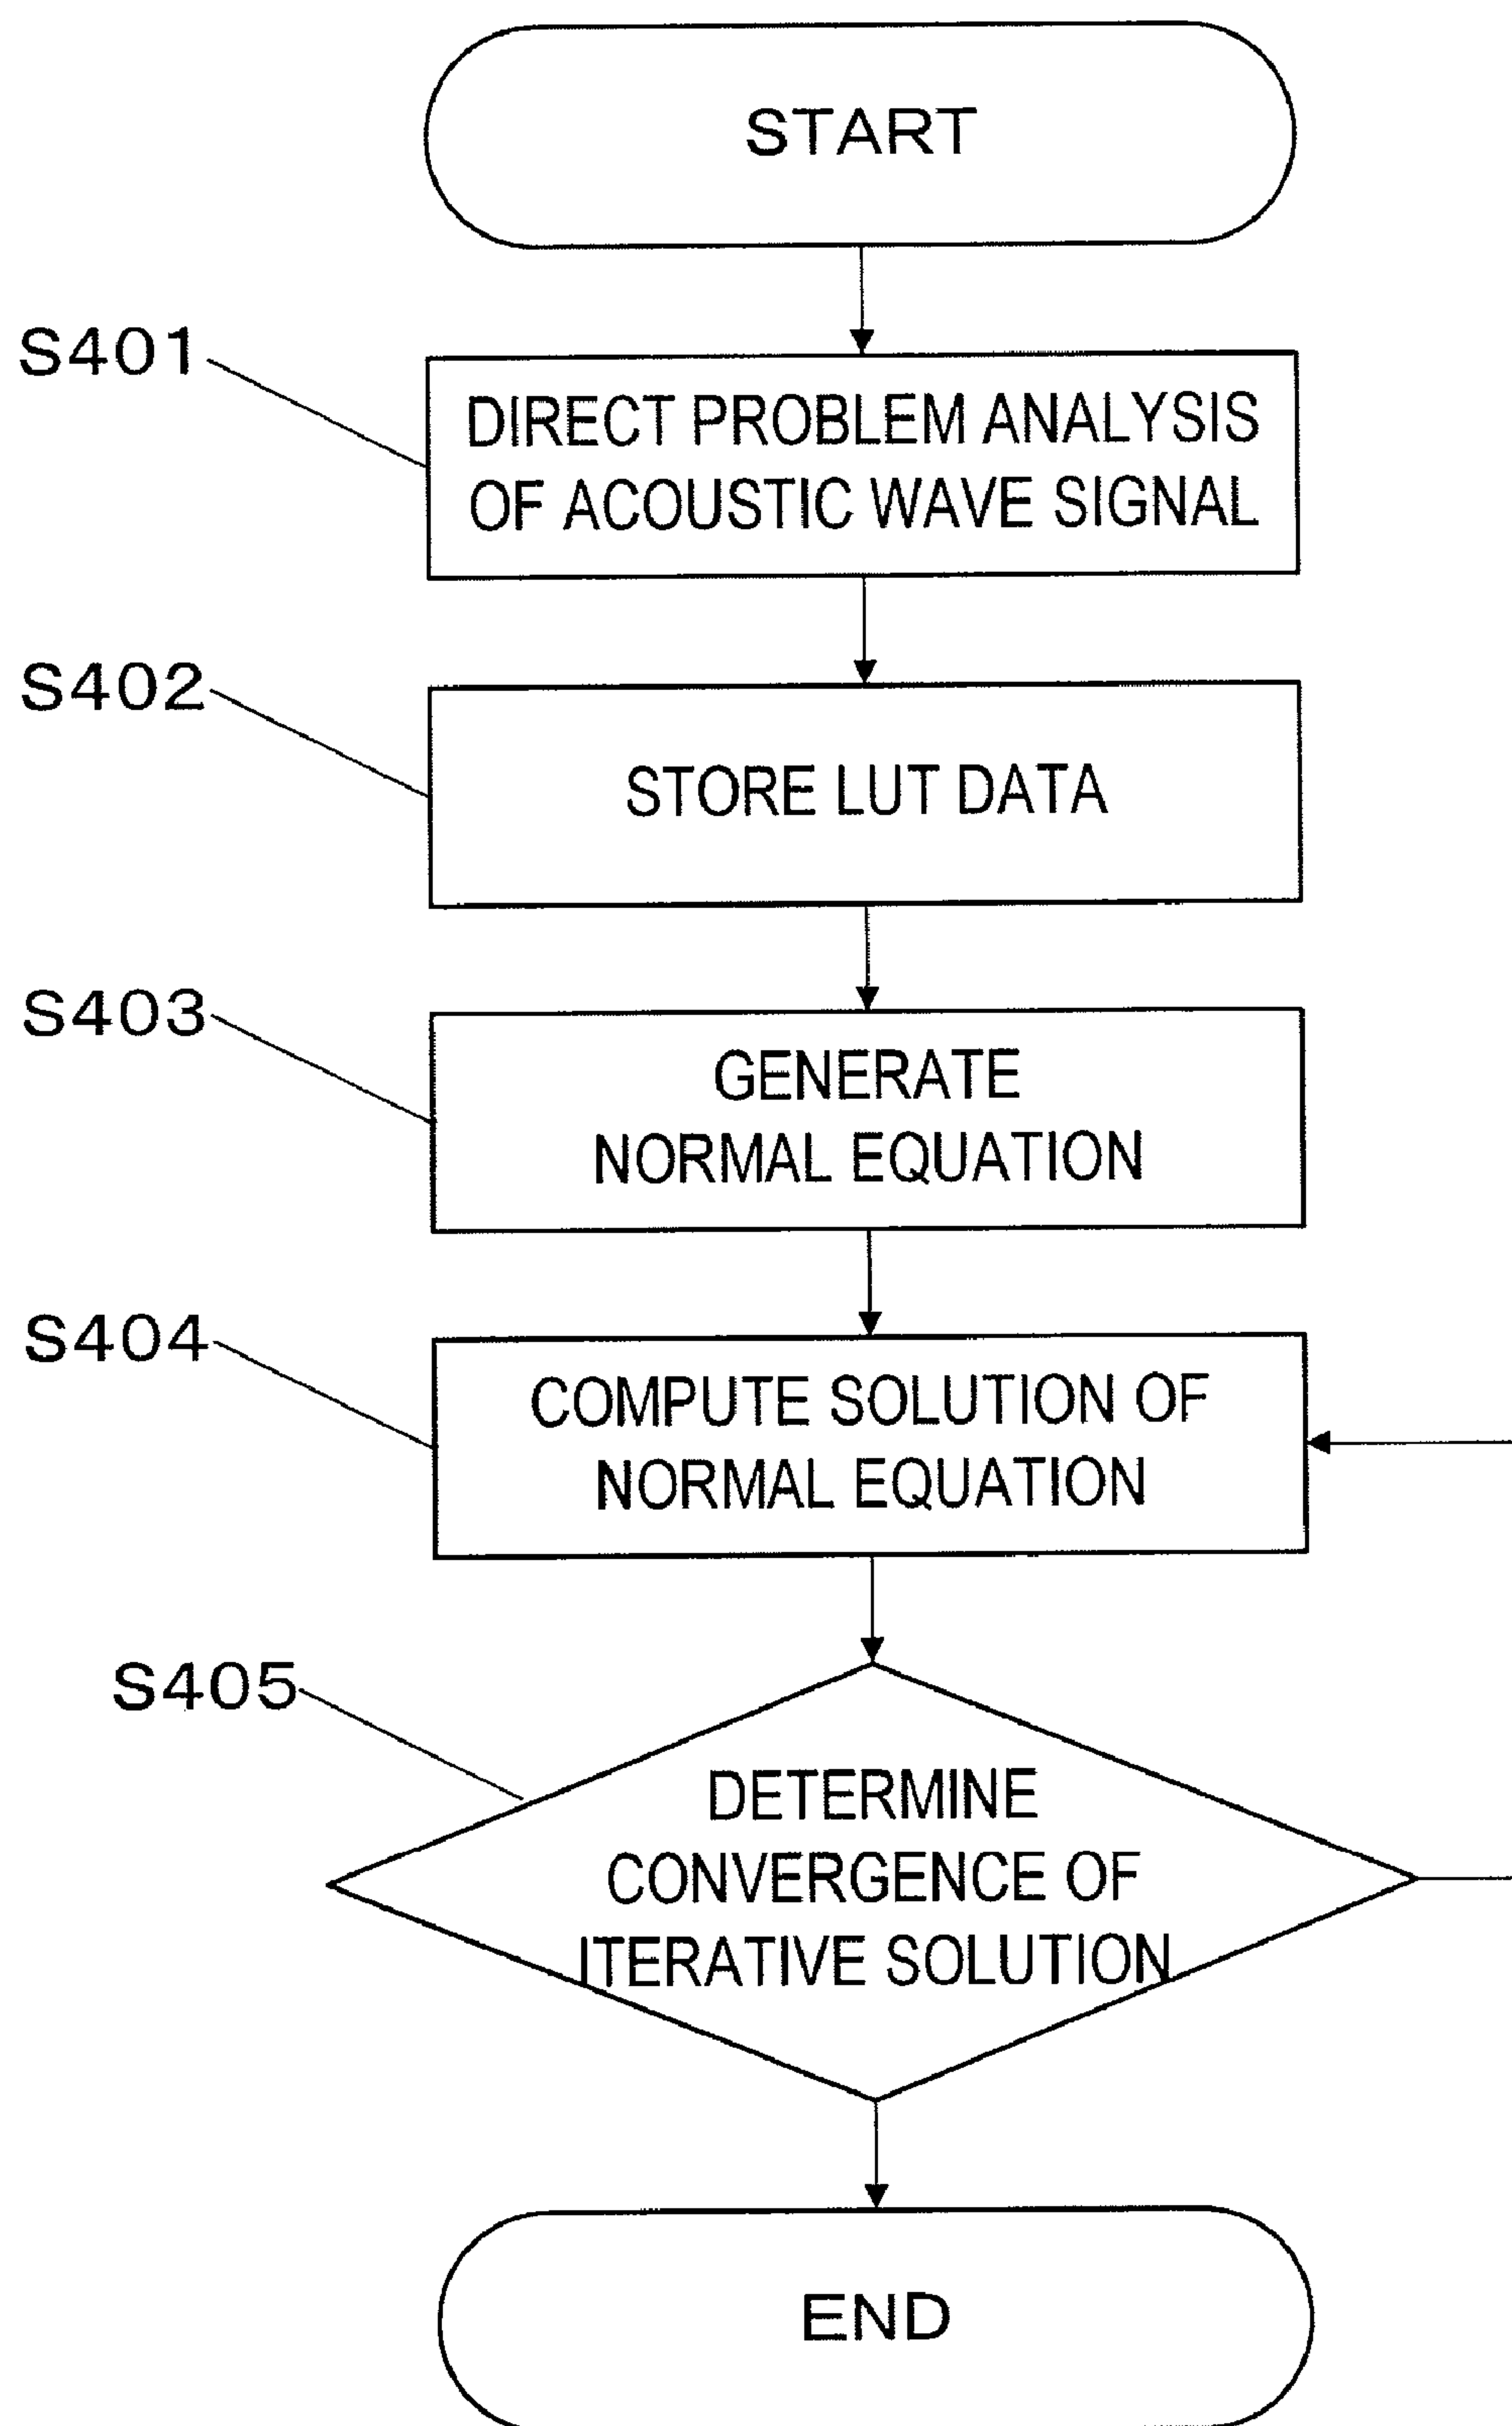 START
S401
DIRECT PROBLEM ANALYSIS
OF ACOUSTIC WAVE SIGNAL
S402
STORE LUT DATA
S403
GENERATE
NORMAL EQUATION
S404
COMPUTE SOLUTION OF
NORMAL EQUATION
S405
DETERMINE
CONVERGENCE OF
ITERATIVE SOLUTION
END